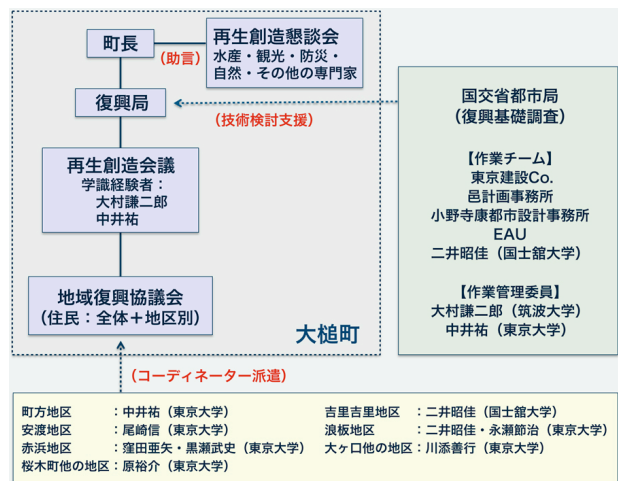 町長
(助言)
再生創造懇談会
水産・観光・防災・
自然・その他の専門家
復興局
(技術検討支援)
再生創造会議
学識経験者:
大村謙二郎
中井祐
地域復興協議会
(住民:全体+地区別)
大槌町
(コーディネーター派遣)
国交省都市局
(復興基礎調査)
【作業チーム】
東京建設Co.
邑計画事務所
小野寺康都市設計事務所
EAU
二井昭佳(国士舘大学)
【作業管理委員】
大村謙二郎(筑波大学)
中井祐(東京大学)
町方地区 :中井祐(東京大学)
安渡地区 :尾崎信(東京大学)
赤浜地区 :窪田亜矢・黒瀬武史(東京大学)
桜木町他の地区:原裕介(東京大学)
吉里吉里地区 :二井昭佳(国士舘大学)
浪板地区 :二井昭佳・永瀬節治(東京大学)
大ヶ口他の地区:川添善行(東京大学)